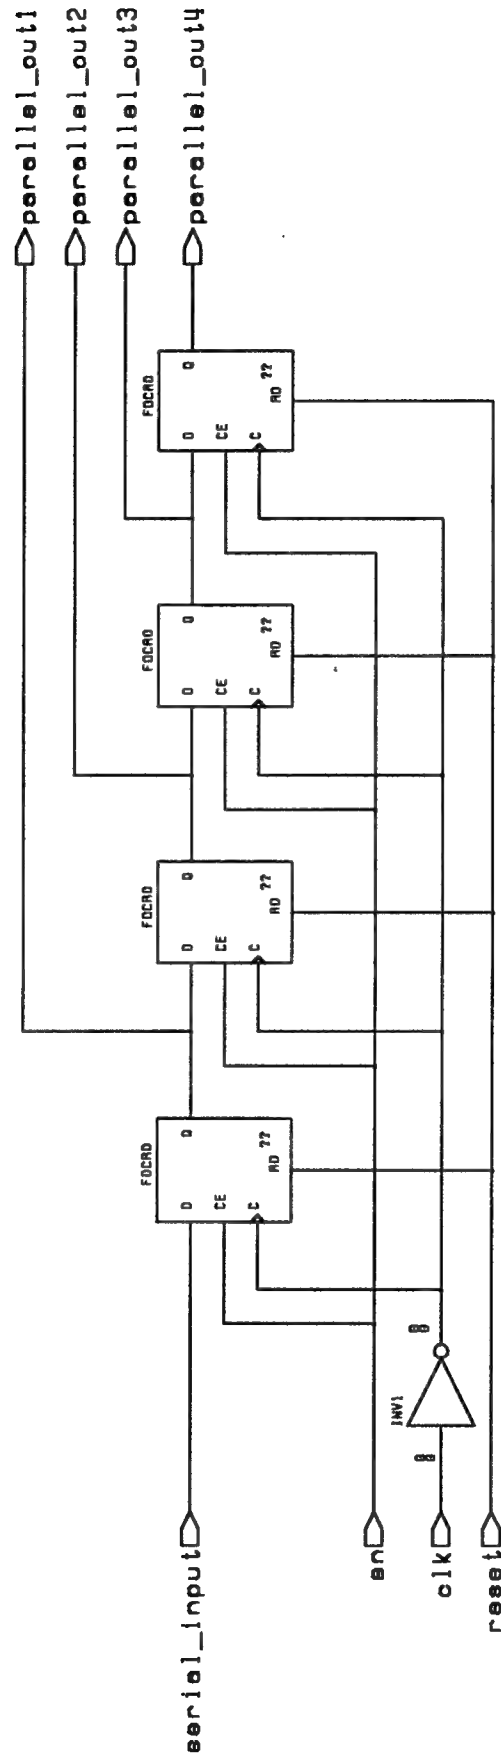 parallel_out1
parallel_out2
parallel_out3
parallel_out4
FDCRD
D
Q
CE
C
RD
??
FDCRD
D
Q
CE
C
RD
??
FDCRD
D
Q
CE
C
RD
??
FDCRD
D
Q
CE
C
RD
??
serial_input
en
INV1
clk
reset